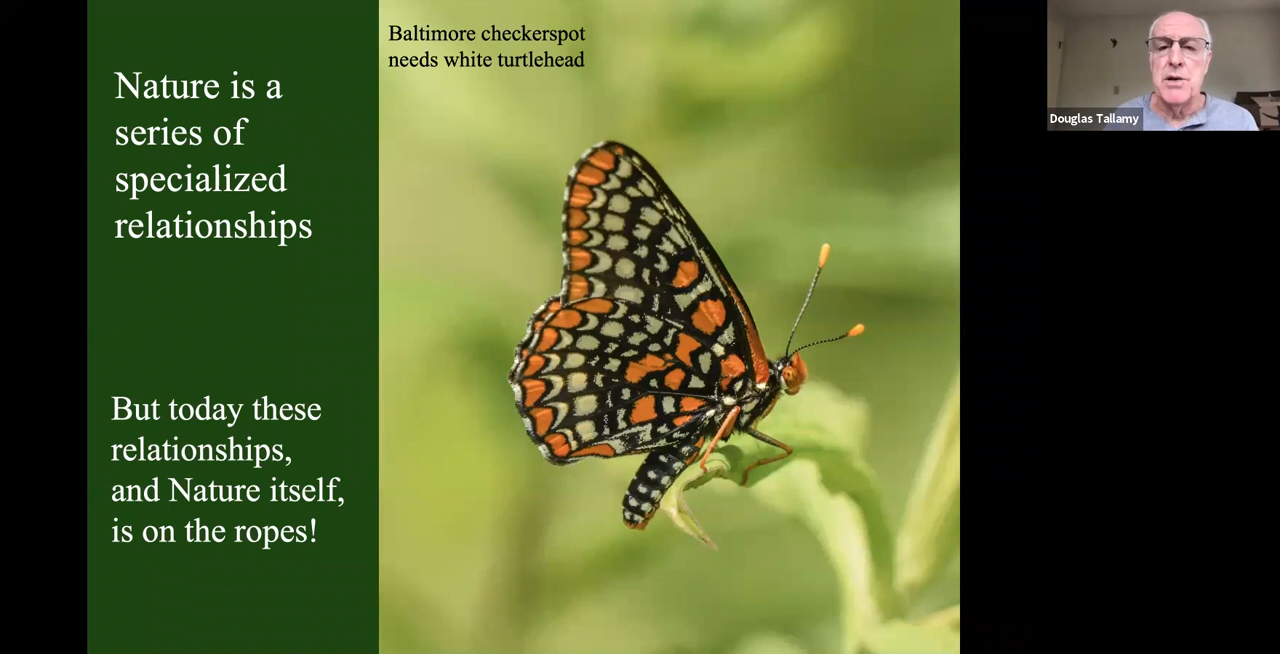 Nature is a
series of
specialized
relationships
But today these
relationships,
and Nature itself,
is on the ropes!
Baltimore checkerspot
needs white turtlehead
Douglas Tallamy